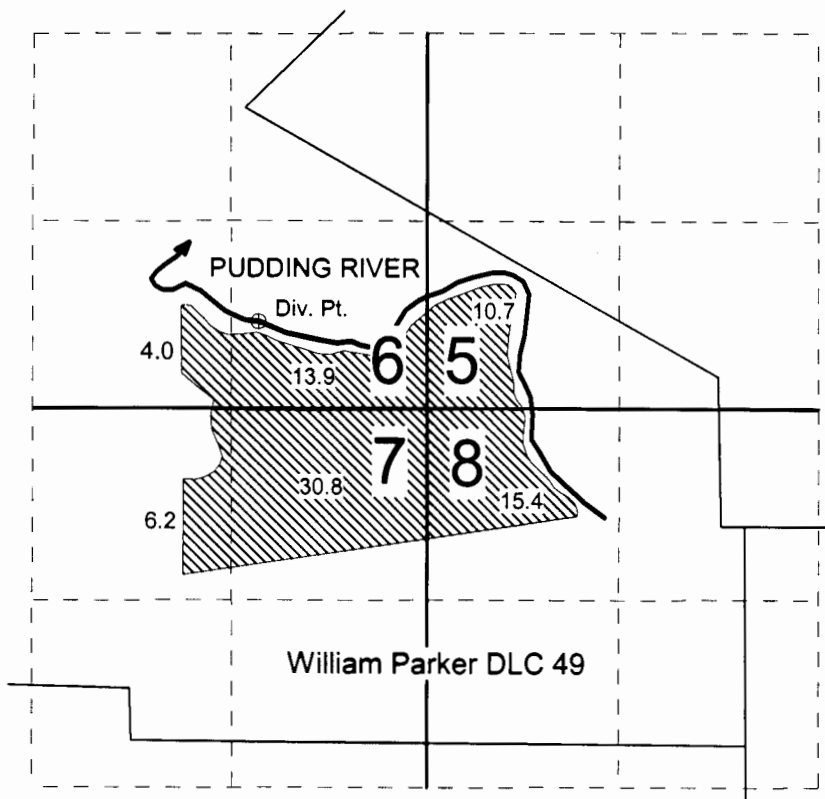 PUDDING RIVER
Div. Pt.
10.7
4.0
13.9
6 5
7 8
30.8
15.4
6.2
William Parker DLC 49